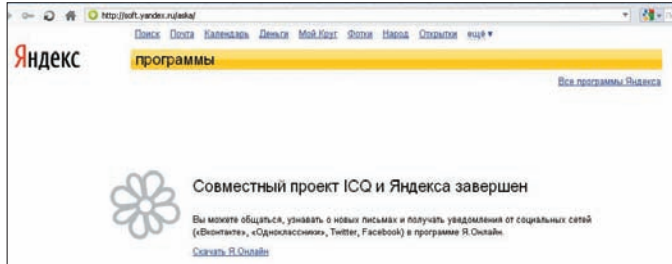 http://soft.yandex.ru/aska/
Поиск Почта Календарь Деньги Мой Круг Фотки Народ Открытки ещё ▼
Яндекс
программы
Все программы Яндекса
Совместный проект ICQ и Яндекса завершен
Вы можете общаться, узнавать о новых письмах и получать уведомления от социальных сетей
(«Вконтакте», «Одноклассники», Twitter, Facebook) в программе Я.Онлайн.
Скачать Я.Онлайн